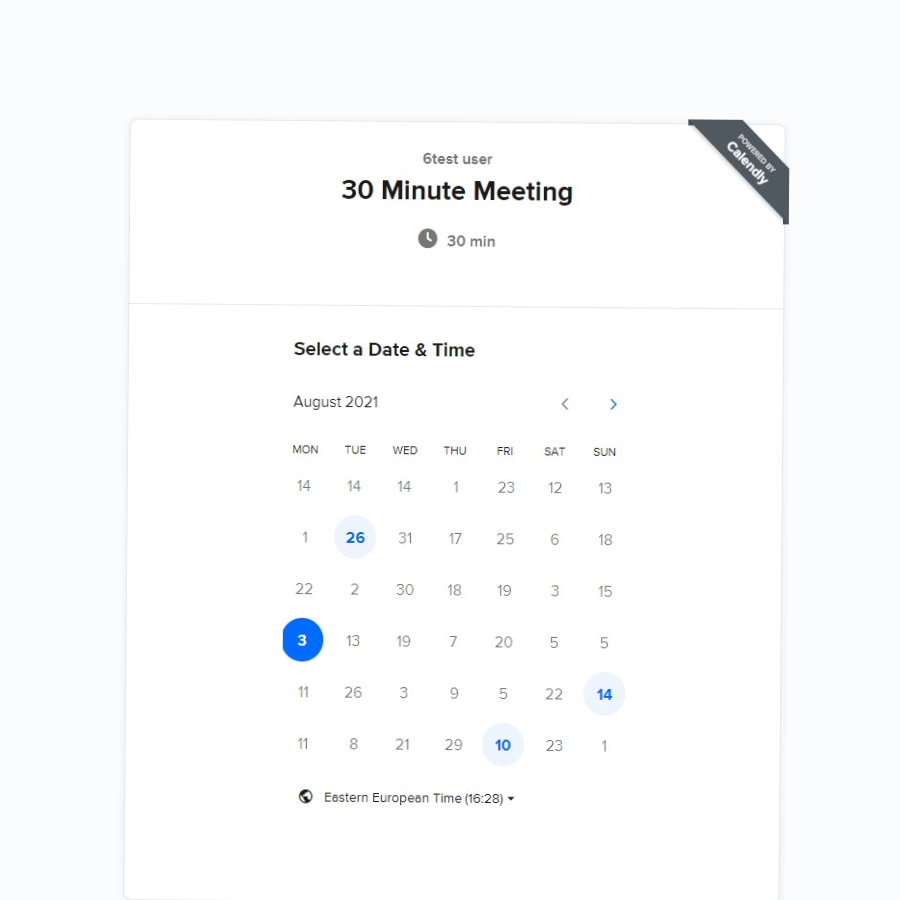 POWERED BY
Calendly
6test user
30 Minute Meeting
30 min
Select a Date & Time
August 2021
MON TUE WED THU FRI SAT SUN
14 14 14 1 23 12 13
1 26 31 17 25 6 18
22 2 30 18 19 3 15
3 13 19 7 20 5 5
11 26 3 9 5 22 14
11 8 21 29 10 23 1
Eastern European Time (16:28)